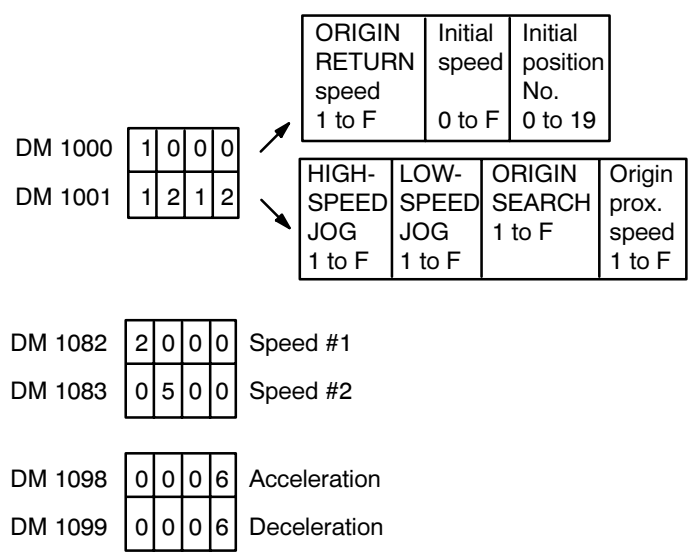 ORIGIN RETURN speed 1 to F
Initial speed 0 to F
Initial position No. 0 to 19
DM 1000 1 0 0 0
DM 1001 1 2 1 2
HIGH-SPEED JOG 1 to F
LOW-SPEED JOG 1 to F
ORIGIN SEARCH 1 to F
Origin prox. speed 1 to F
DM 1082 2 0 0 0 Speed #1
DM 1083 0 5 0 0 Speed #2
DM 1098 0 0 0 6 Acceleration
DM 1099 0 0 0 6 Deceleration